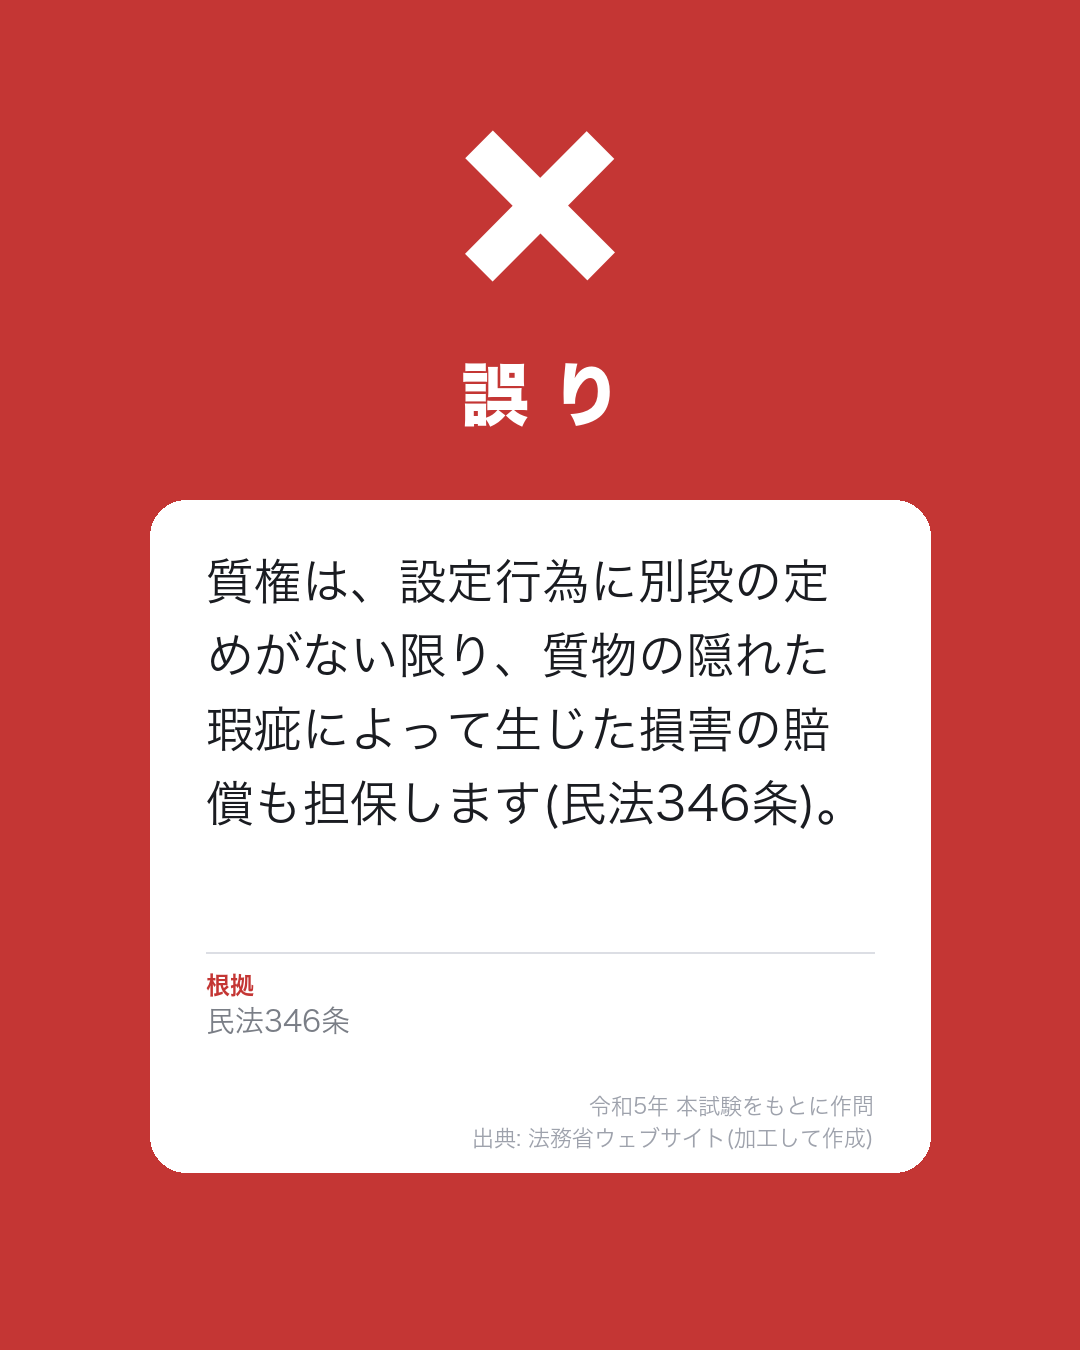 誤り
質権は、設定行為に別段の定
めがない限り、質物の隠れた
瑕疵によって生じた損害の賠
償も担保します(民法346条)。
根拠
民法346条
令和5年 本試験をもとに作問
出典: 法務省ウェブサイト(加工して作成)